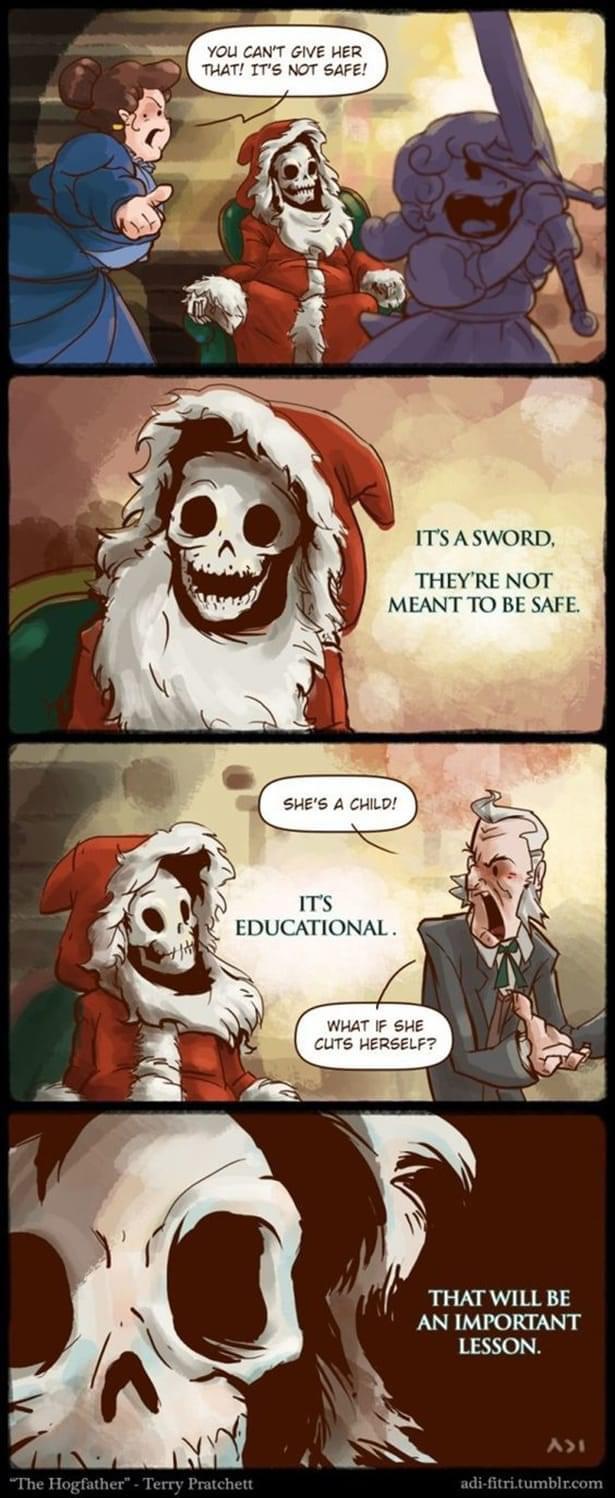 YOU CAN'T GIVE HER
THAT! IT'S NOT SAFE!
IT'S A SWORD,
THEY'RE NOT
MEANT TO BE SAFE.
SHE'S A CHILD!
IT'S
EDUCATIONAL.
WHAT IF SHE
CUTS HERSELF?
THAT WILL BE
AN IMPORTANT
LESSON.
ADI
"The Hogfather" - Terry Pratchett
adi-fitri.tumblr.com